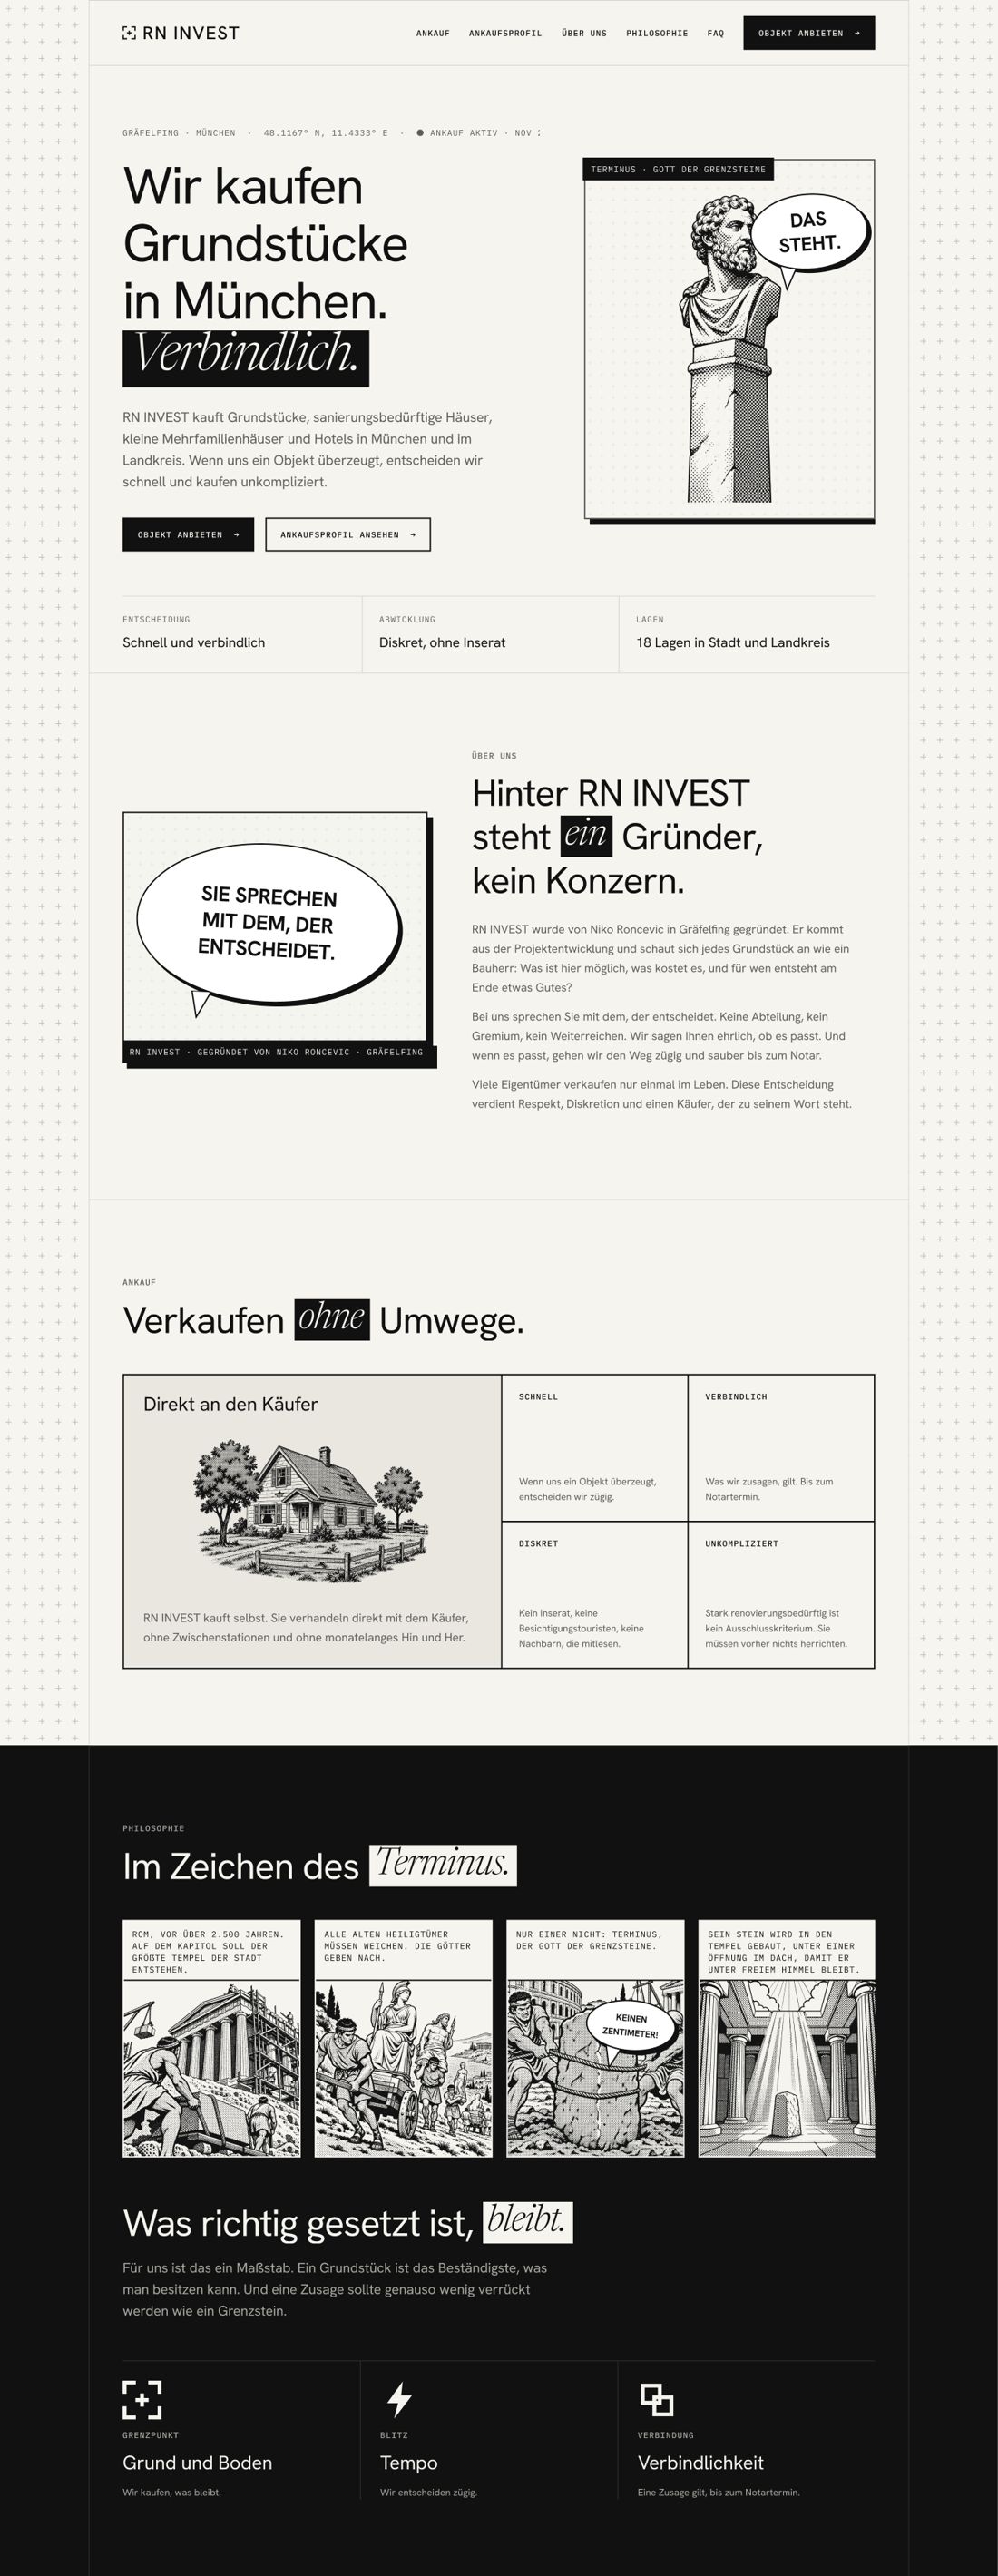 RN INVEST
ANKAUF
ANKAUFSPROFIL
ÜBER UNS
PHILOSOPHIE
FAQ
OBJEKT ANBIETEN →
GRÄFELFING · MÜNCHEN · 48.1167° N, 11.4333° E · ● ANKAUF AKTIV · NOV :
Wir kaufen
Grundstücke
in München.
Verbindlich.
RN INVEST kauft Grundstücke, sanierungsbedürftige Häuser,
kleine Mehrfamilienhäuser und Hotels in München und im
Landkreis. Wenn uns ein Objekt überzeugt, entscheiden wir
schnell und kaufen unkompliziert.
OBJEKT ANBIETEN →
ANKAUFSPROFIL ANSEHEN →
TERMINUS · GOTT DER GRENZSTEINE
DAS
STEHT.
ENTSCHEIDUNG
Schnell und verbindlich
ABWICKLUNG
Diskret, ohne Inserat
LAGEN
18 Lagen in Stadt und Landkreis
SIE SPRECHEN
MIT DEM, DER
ENTSCHEIDET.
RN INVEST · GEGRÜNDET VON NIKO RONCEVIC · GRÄFELFING
ÜBER UNS
Hinter RN INVEST
steht ein Gründer,
kein Konzern.
RN INVEST wurde von Niko Roncevic in Gräfelfing gegründet. Er kommt
aus der Projektentwicklung und schaut sich jedes Grundstück an wie ein
Bauherr: Was ist hier möglich, was kostet es, und für wen entsteht am
Ende etwas Gutes?
Bei uns sprechen Sie mit dem, der entscheidet. Keine Abteilung, kein
Gremium, kein Weiterreichen. Wir sagen Ihnen ehrlich, ob es passt. Und
wenn es passt, gehen wir den Weg zügig und sauber bis zum Notar.
Viele Eigentümer verkaufen nur einmal im Leben. Diese Entscheidung
verdient Respekt, Diskretion und einen Käufer, der zu seinem Wort steht.
ANKAUF
Verkaufen ohne Umwege.
Direkt an den Käufer
RN INVEST kauft selbst. Sie verhandeln direkt mit dem Käufer,
ohne Zwischenstationen und ohne monatelanges Hin und Her.
SCHNELL
Wenn uns ein Objekt überzeugt,
entscheiden wir zügig.
VERBINDLICH
Was wir zusagen, gilt. Bis zum
Notartermin.
DISKRET
Kein Inserat, keine
Besichtigungstouristen, keine
Nachbarn, die mitlesen.
UNKOMPLIZIERT
Stark renovierungsbedürftig ist
kein Ausschlusskriterium. Sie
müssen vorher nichts herrichten.
PHILOSOPHIE
Im Zeichen des Terminus.
ROM, VOR ÜBER 2.500 JAHREN.
AUF DEM KAPITOL SOLL DER
GRÖßTE TEMPEL DER STADT
ENTSTEHEN.
ALLE ALTEN HEILIGTÜMER
MÜSSEN WEICHEN. DIE GÖTTER
GEBEN NACH.
NUR EINER NICHT: TERMINUS,
DER GOTT DER GRENZSTEINE.
KEINEN
ZENTIMETER!
SEIN STEIN WIRD IN DEN
TEMPEL GEBAUT, UNTER EINER
ÖFFNUNG IM DACH, DAMIT ER
UNTER FREIEM HIMMEL BLEIBT.
Was richtig gesetzt ist, bleibt.
Für uns ist das ein Maßstab. Ein Grundstück ist das Beständigste, was
man besitzen kann. Und eine Zusage sollte genauso wenig verrückt
werden wie ein Grenzstein.
GRENZPUNKT
Grund und Boden
Wir kaufen, was bleibt.
BLITZ
Tempo
Wir entscheiden zügig.
VERBINDUNG
Verbindlichkeit
Eine Zusage gilt, bis zum Notartermin.